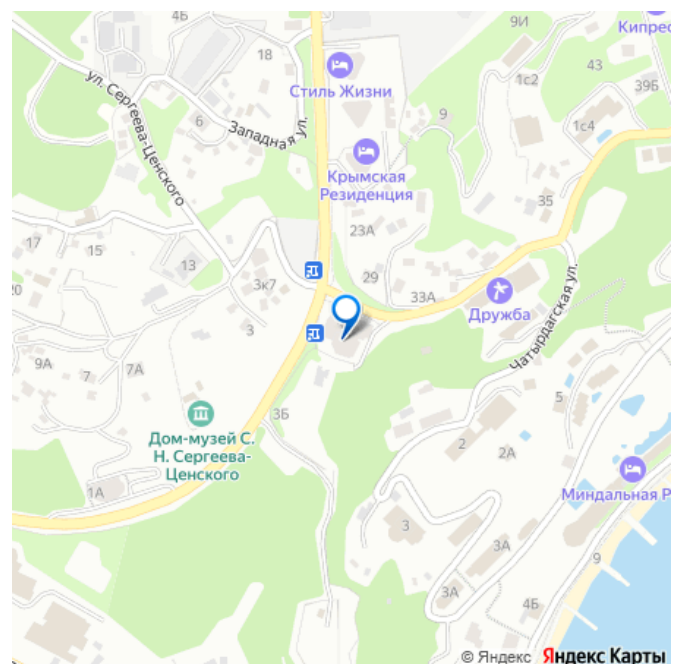 9И
Кипрес
18
1с2
43
Стиль Жизни
39Б
ул. Сергеева-Ценского
6
Западная ул.
9
1с4
Крымская
Резиденция
35
23А
17
15
13
29
20
3к7
33А
Дружба
3
Чатырдагская ул.
9А
7
7А
5
3Б
Дом-музей С.
Н. Сергеева-
Ценского
2
2А
1А
Миндальная Р
3
3А
9
3А
4Б
© Яндекс Яндекс Карты